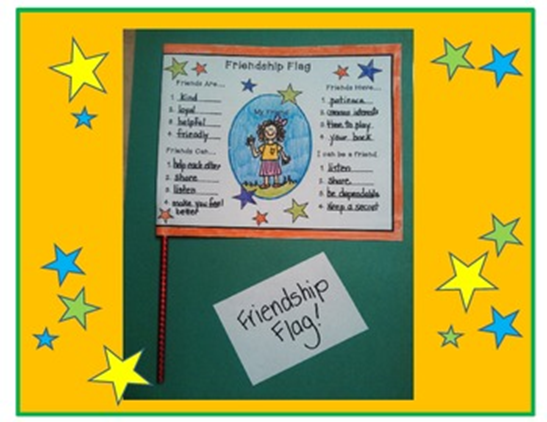 Friendship Flag
Friends Are...
1. kind
2. loyal
3. helpful
4. friendly
Friends Can...
1. help each other
2. share
3. listen
4. make you feel
better
My Friend
Friends Have...
1. patience
2. common interests
3. time to play
4. your back
I can be a friend
1. listen
2. share
3. be dependable
4. keep a secret
Friendship
Flag!